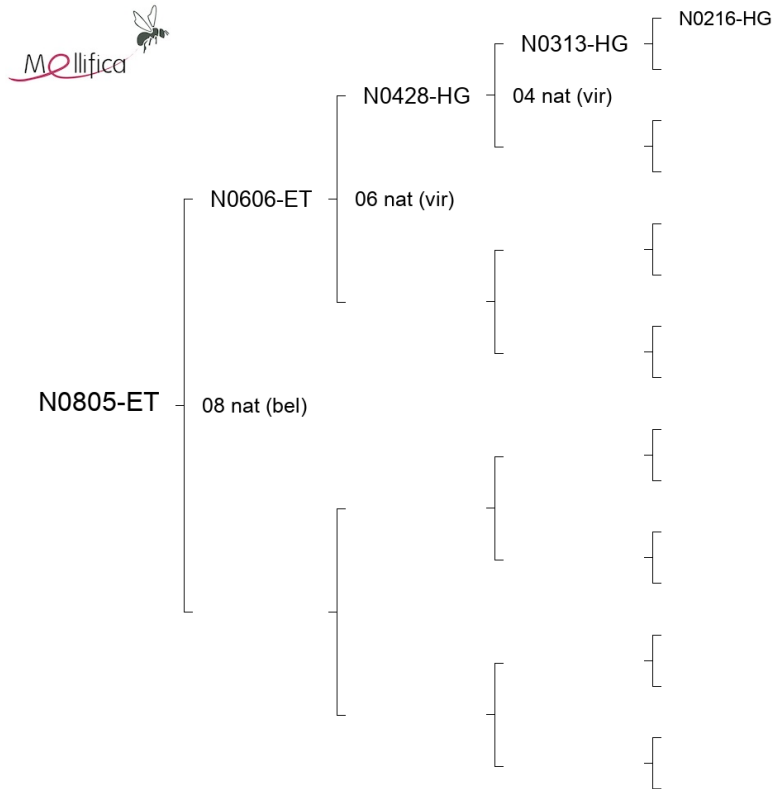 Mellifica
N0216-HG
N0313-HG
N0428-HG
04 nat (vir)
N0606-ET
06 nat (vir)
N0805-ET
08 nat (bel)